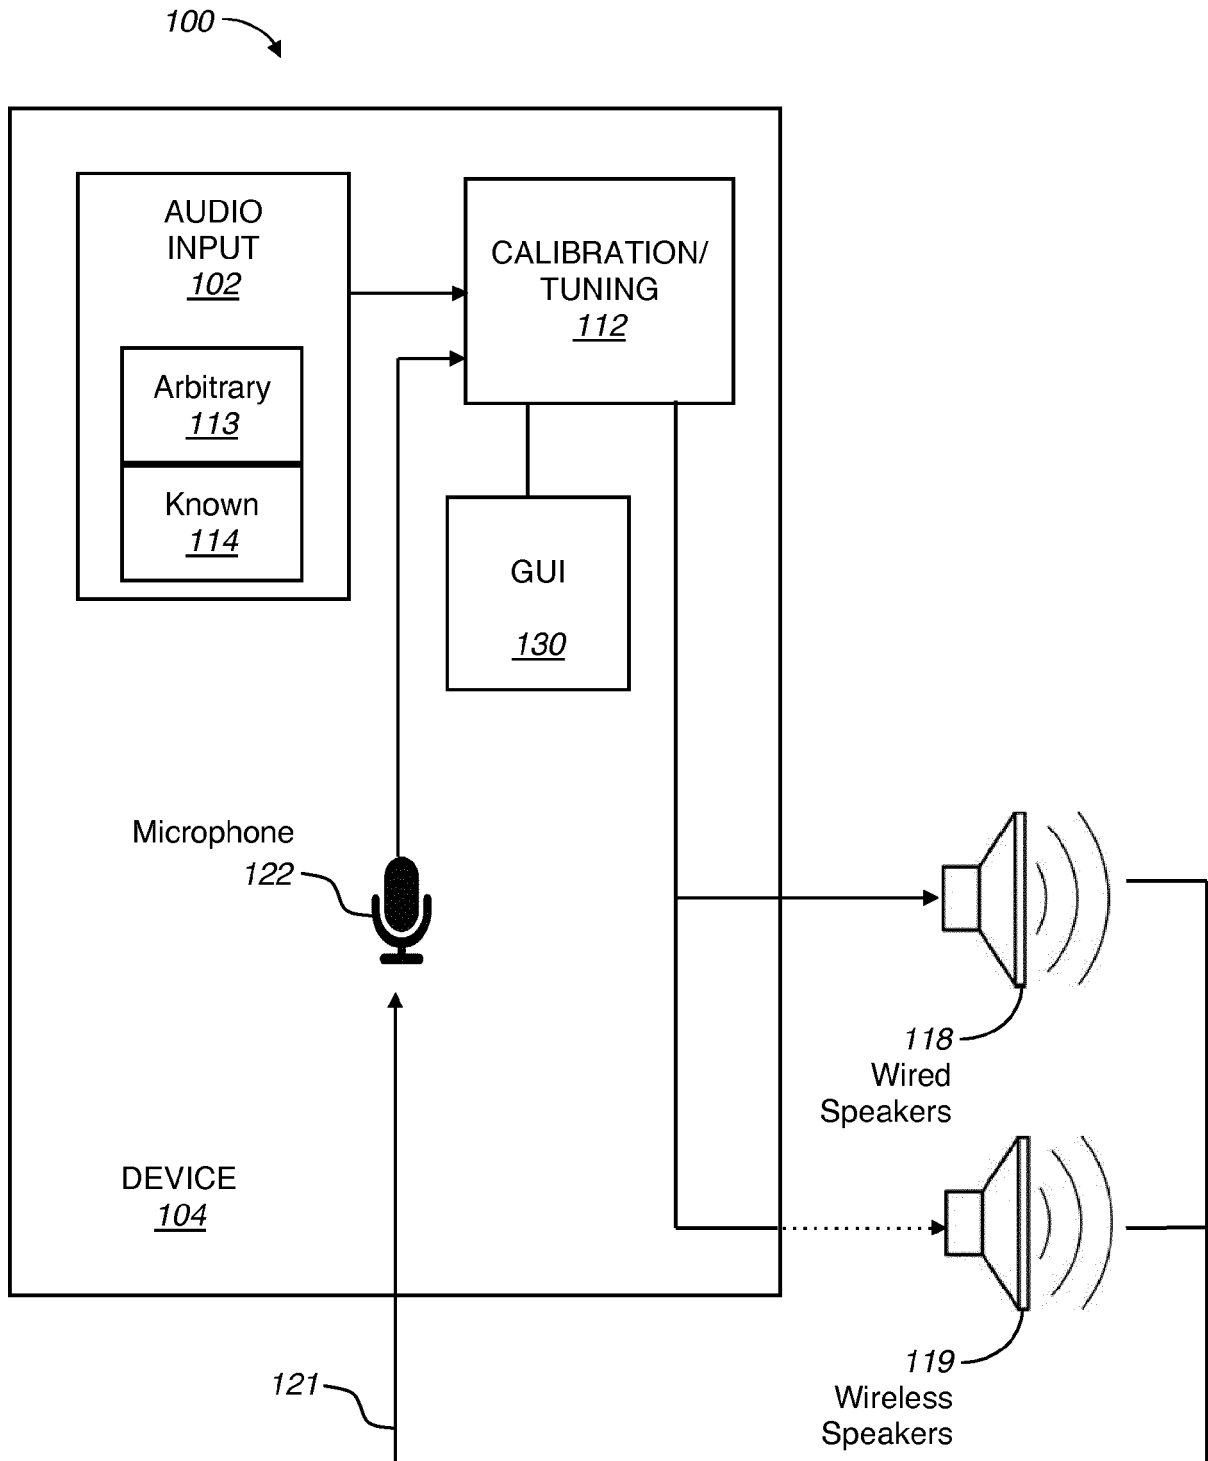 100
AUDIO
INPUT
102
Arbitrary
113
Known
114
CALIBRATION/
TUNING
112
GUI
130
Microphone
122
118
Wired
Speakers
DEVICE
104
119
Wireless
Speakers
121